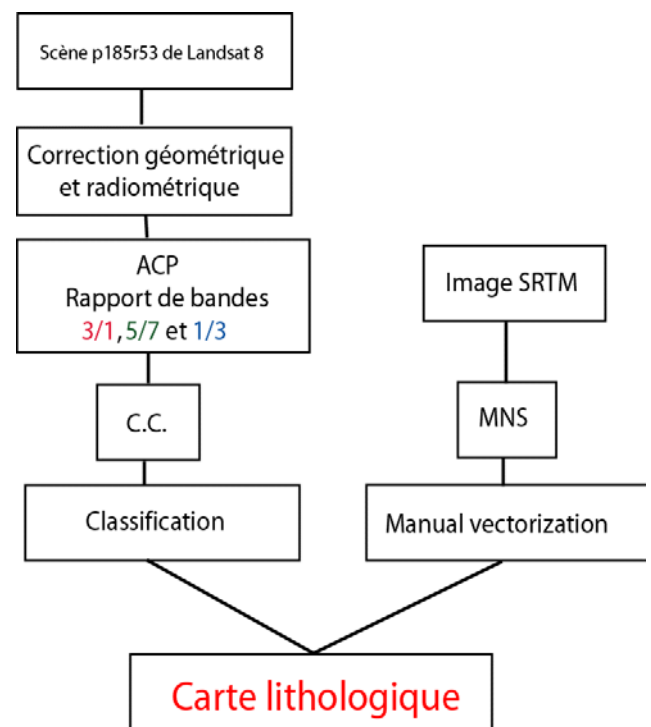 Scène p185r53 de Landsat 8
Correction géométrique
et radiométrique
ACP
Rapport de bandes
3/1, 5/7 et 1/3
C.C.
Classification
Image SRTM
MNS
Manual vectorization
Carte lithologique